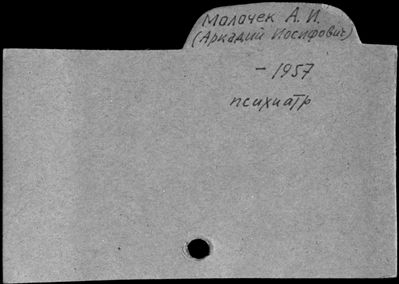 Молочек А. И.
(Аркадий Иосифович)
- 1957
психиатр